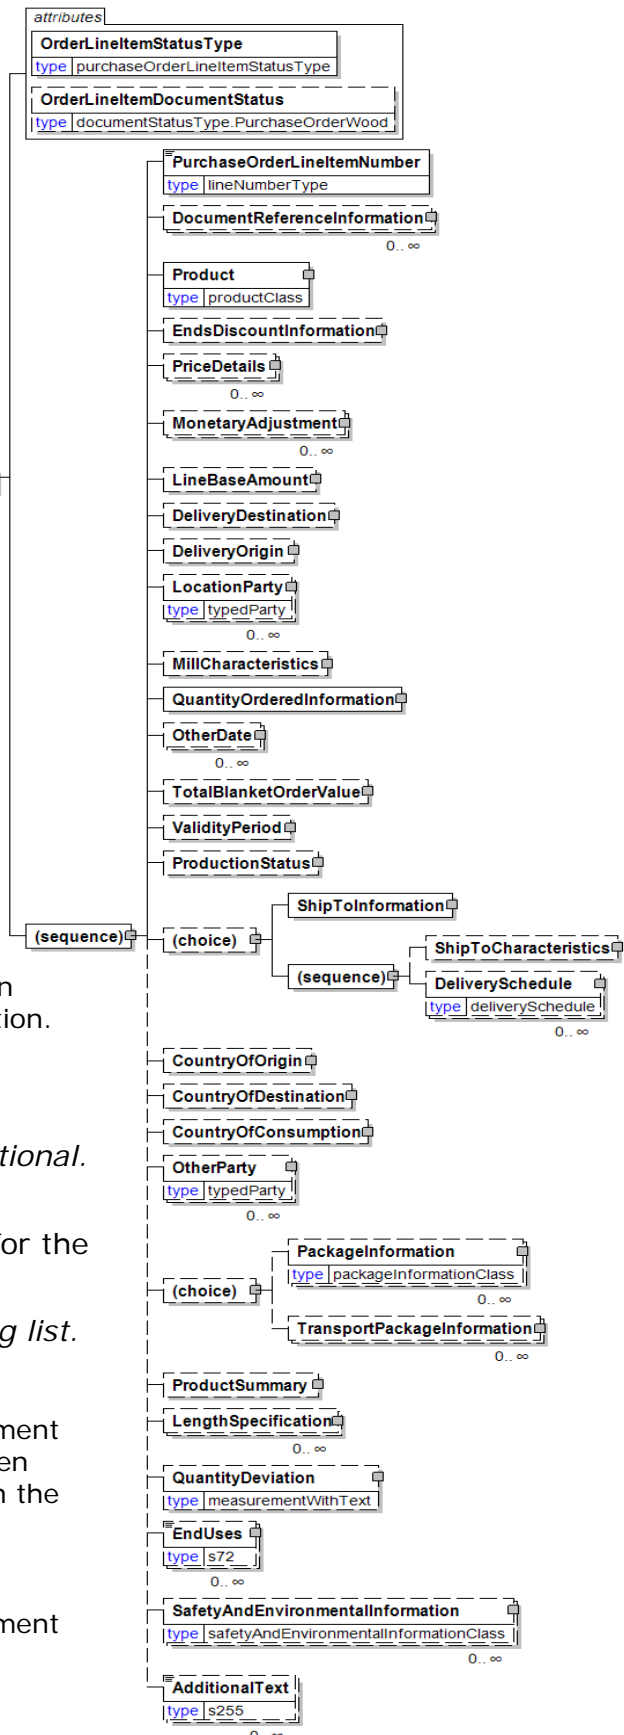 attributes
OrderLineItemStatusType
type purchaseOrderLineItemStatusType
OrderLineItemDocumentStatus
type documentStatusType.PurchaseOrderWood
PurchaseOrderLineItemNumber
type lineNumberType
DocumentReferenceInformation
0.. ∞
Product
type productClass
EndsDiscountInformation
PriceDetails
0.. ∞
MonetaryAdjustment
0.. ∞
LineBaseAmount
DeliveryDestination
DeliveryOrigin
LocationParty
type typedParty
0.. ∞
MillCharacteristics
QuantityOrderedInformation
OtherDate
0.. ∞
TotalBlanketOrderValue
ValidityPeriod
ProductionStatus
ShipToInformation
(sequence) (choice)
ShipToCharacteristics
(sequence) DeliverySchedule
type deliverySchedule
0.. ∞
n
tion.
CountryOfOrigin
CountryOfDestination
CountryOfConsumption
tional.
OtherParty
type typedParty
0.. ∞
for the
PackageInformation
type packageInformationClass
0.. ∞
(choice)
g list.
TransportPackageInformation
0.. ∞
ProductSummary
LengthSpecification
0.. ∞
ment
en
n the
QuantityDeviation
type measurementWithText
EndUses
type s72
0.. ∞
ment
SafetyAndEnvironmentalInformation
type safetyAndEnvironmentalInformationClass
0.. ∞
AdditionalText
type s255
0.. ∞